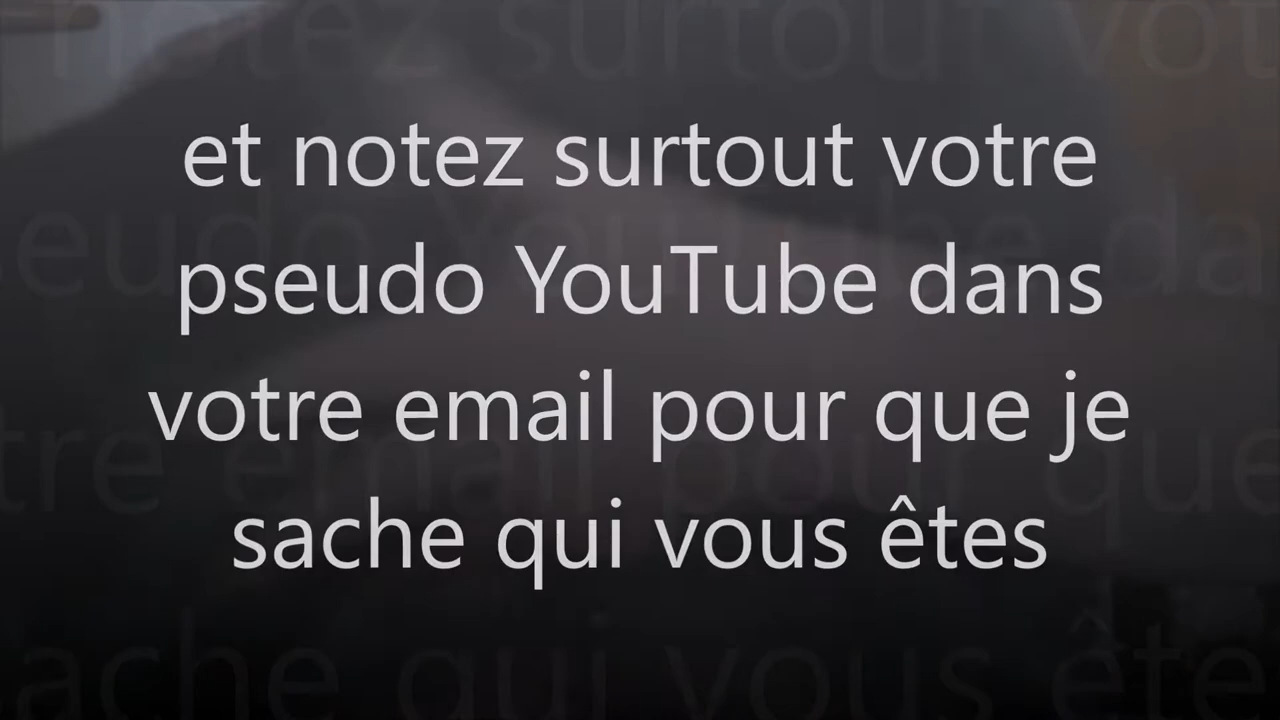 et notez surtout votre
pseudo YouTube dans
votre email pour que je
sache qui vous êtes